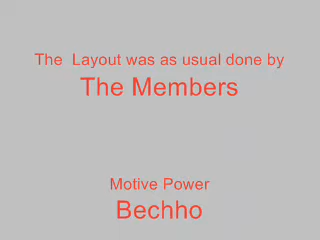 The  Layout was as usual done by
The Members
Motive Power
Bechho